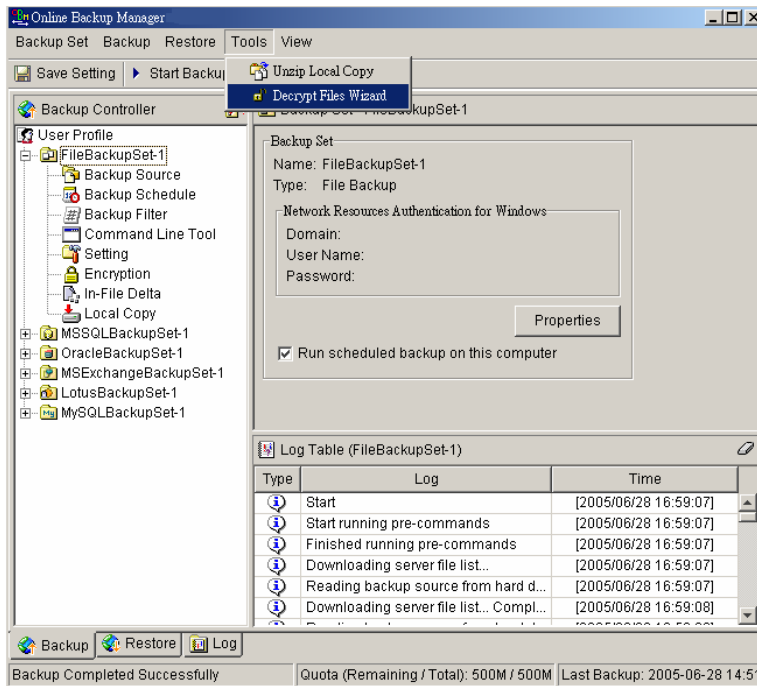 Online Backup Manager
Backup Set Backup Restore Tools View
Save Setting Start Backup
Unzip Local Copy
Decrypt Files Wizard
Backup Controller
User Profile
FileBackupSet-1
Backup Source
Backup Schedule
Backup Filter
Command Line Tool
Setting
Encryption
In-File Delta
Local Copy
MSSQLBackupSet-1
OracleBackupSet-1
MSExchangeBackupSet-1
LotusBackupSet-1
MySQLBackupSet-1
Backup Set - FileBackupSet-1
Backup Set
Name: FileBackupSet-1
Type: File Backup
Network Resources Authentication for Windows
Domain:
User Name:
Password:
Properties
Run scheduled backup on this computer
Log Table (FileBackupSet-1)
Type Log Time
Start [2005/06/28 16:59:07]
Start running pre-commands [2005/06/28 16:59:07]
Finished running pre-commands [2005/06/28 16:59:07]
Downloading server file list... [2005/06/28 16:59:07]
Reading backup source from hard d... [2005/06/28 16:59:07]
Downloading server file list... Compl... [2005/06/28 16:59:08]
Backup Restore Log
Backup Completed Successfully Quota (Remaining / Total): 500M / 500M Last Backup: 2005-06-28 14:51